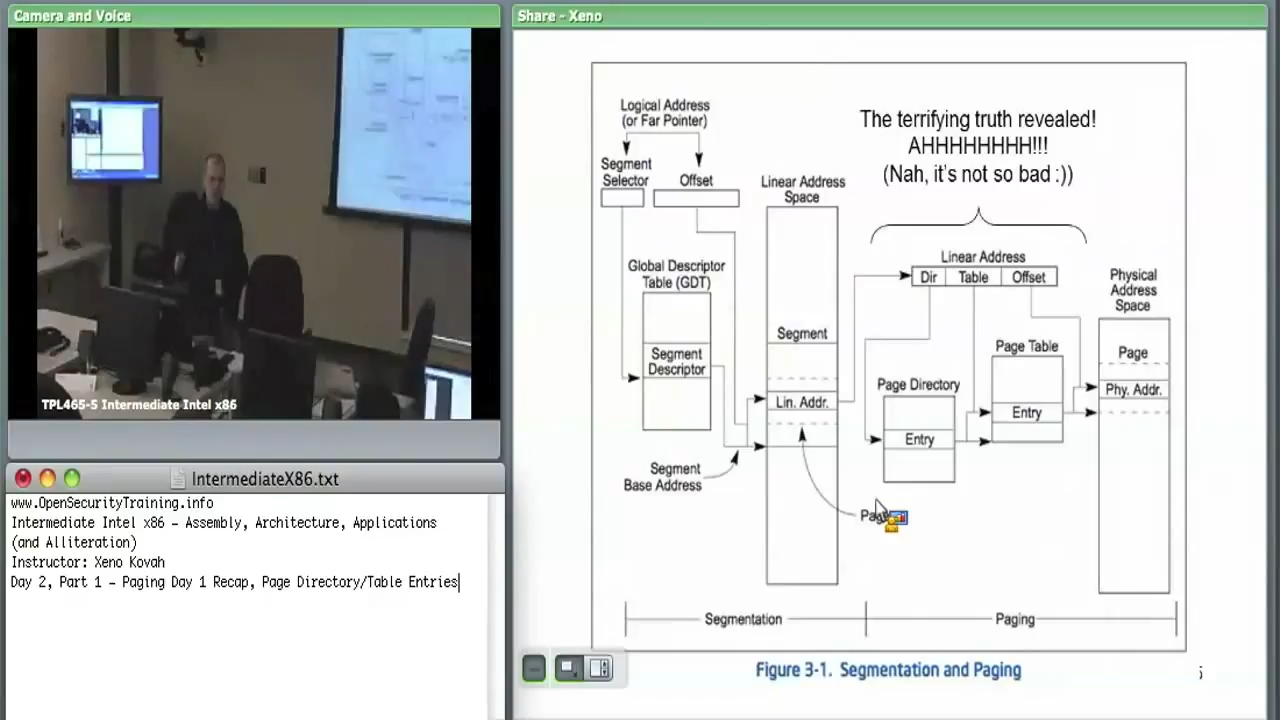 Camera and Voice
TPL465-5 Intermediate Intel x86
IntermediateX86.txt
www.OpenSecurityTraining.info
Intermediate Intel x86 – Assembly, Architecture, Applications
(and Alliteration)
Instructor: Xeno Kovah
Day 2, Part 1 – Paging Day 1 Recap, Page Directory/Table Entries
Share - Xeno
Logical Address
(or Far Pointer)
Segment
Selector
Offset
Linear Address
Space
The terrifying truth revealed!
AHHHHHHHH!!!
(Nah, it's not so bad :))
Global Descriptor
Table (GDT)
Segment
Descriptor
Segment
Lin. Addr.
Segment
Base Address
Linear Address
Dir
Table
Offset
Physical
Address
Space
Page Table
Page
Page Directory
Entry
Phy. Addr.
Entry
Segmentation
Paging
Figure 3-1. Segmentation and Paging